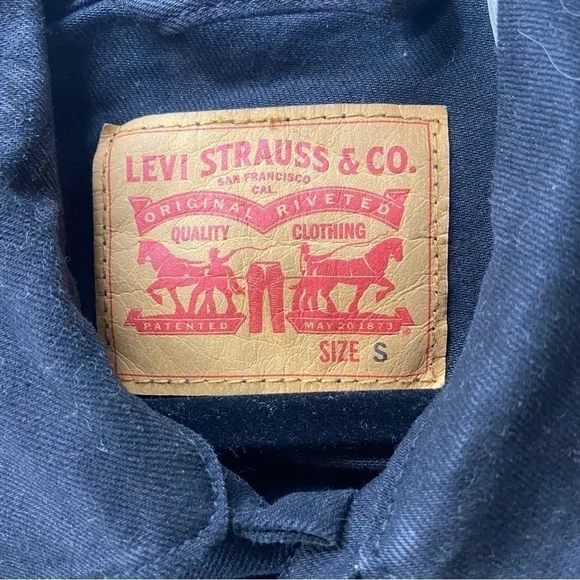 LEVI STRAUSS & CO.
SAN FRANCISCO
CAL.
ORIGINAL RIVETED
QUALITY CLOTHING
PATENTED MAY 20 1873
SIZE S